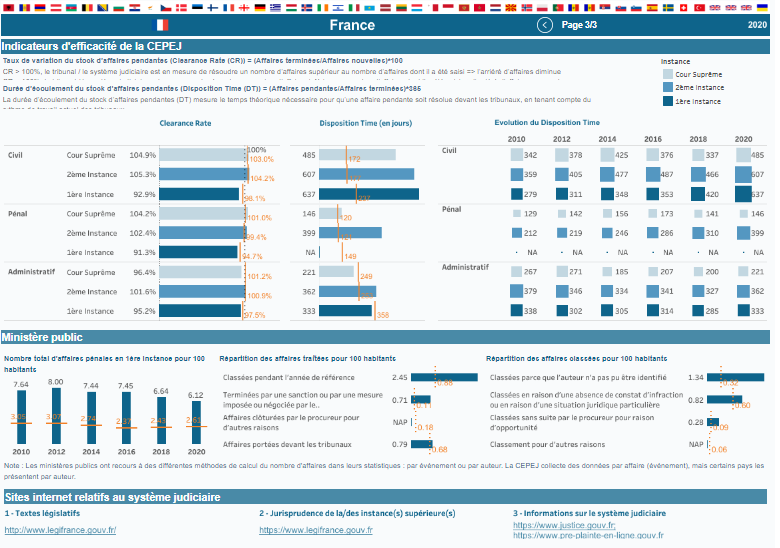 France
Page 3/3
2020
Indicateurs d'efficacité de la CEPEJ
Taux de variation du stock d'affaires pendantes (Clearance Rate (CR)) = (Affaires terminées/Affaires nouvelles)*100
CR > 100%, le tribunal / le système judiciaire est en mesure de résoudre un nombre d'affaires supérieur au nombre d'affaires dont il a été saisi => l'arriéré d'affaires diminue
Durée d'écoulement du stock d'affaires pendantes (Disposition Time (DT)) = (Affaires pendantes/Affaires terminées)*365
La durée d'écoulement du stock d'affaires pendantes (DT) mesure le temps théorique nécessaire pour qu'une affaire pendante soit résolue devant les tribunaux, en tenant compte du
Instance
Cour Suprême
2ème Instance
1ère Instance
Clearance Rate
Disposition Time (en jours)
Evolution du Disposition Time
2010 2012 2014 2016 2018 2020
100%
Civil Cour Suprême 104.9% 103.0% 485 172 Civil 342 378 425 376 337 485
2ème Instance 105.3% 104.2% 607 359 405 477 487 466 607
1ère Instance 92.9% 98.1% 637 279 311 348 353 420 637
Pénal Cour Suprême 104.2% 101.0% 146 120 Pénal 129 142 156 173 141 146
2ème Instance 102.4% 99.4% 399 212 219 246 286 310 399
1ère Instance 91.3% 94.7% NA 149 NA NA NA NA NA NA
Administratif Cour Suprême 96.4% 101.2% 221 249 Administratif 267 271 185 207 200 221
2ème Instance 101.6% 100.9% 362 379 346 334 341 327 362
1ère Instance 95.2% 97.5% 333 358 338 302 305 314 285 333
Ministère public
Nombre total d'affaires pénales en 1ère instance pour 100
habitants
7.64 8.00 7.44 7.45 6.64 6.12
2010 2012 2014 2016 2018 2020
Répartition des affaires traitées pour 100 habitants
Classées pendant l'année de référence 2.45
Terminées par une sanction ou par une mesure
imposée ou négociée par le.. 0.71 0.11
Affaires clôturées par le procureur pour
d'autres raisons NAP 0.18
Affaires portées devant les tribunaux 0.79 0.68
Répartition des affaires classées pour 100 habitants
Classées parce que l'auteur n'a pas pu être identifié 1.34
Classées en raison d'une absence de constat d'infraction
ou en raison d'une situation juridique particulière 0.82 0.60
Classées sans suite par le procureur pour raison
d'opportunité 0.28 0.09
Classement pour d'autres raisons NAP 0.06
Note : Les ministères publics ont recours à des différentes méthodes de calcul du nombre d'affaires dans leurs statistiques : par événement ou par auteur. La CEPEJ collecte des données par affaire (événement), mais certains pays les
présentent par auteur.
Sites internet relatifs au système judiciaire
1 - Textes législatifs
http://www.legifrance.gouv.fr/
2 - Jurisprudence de la/des instance(s) supérieure(s)
http://www.legifrance.gouv.fr
3 - Informations sur le système judiciaire
https://www.justice.gouv.fr;
https://www.pre-plainte-en-ligne.gouv.fr